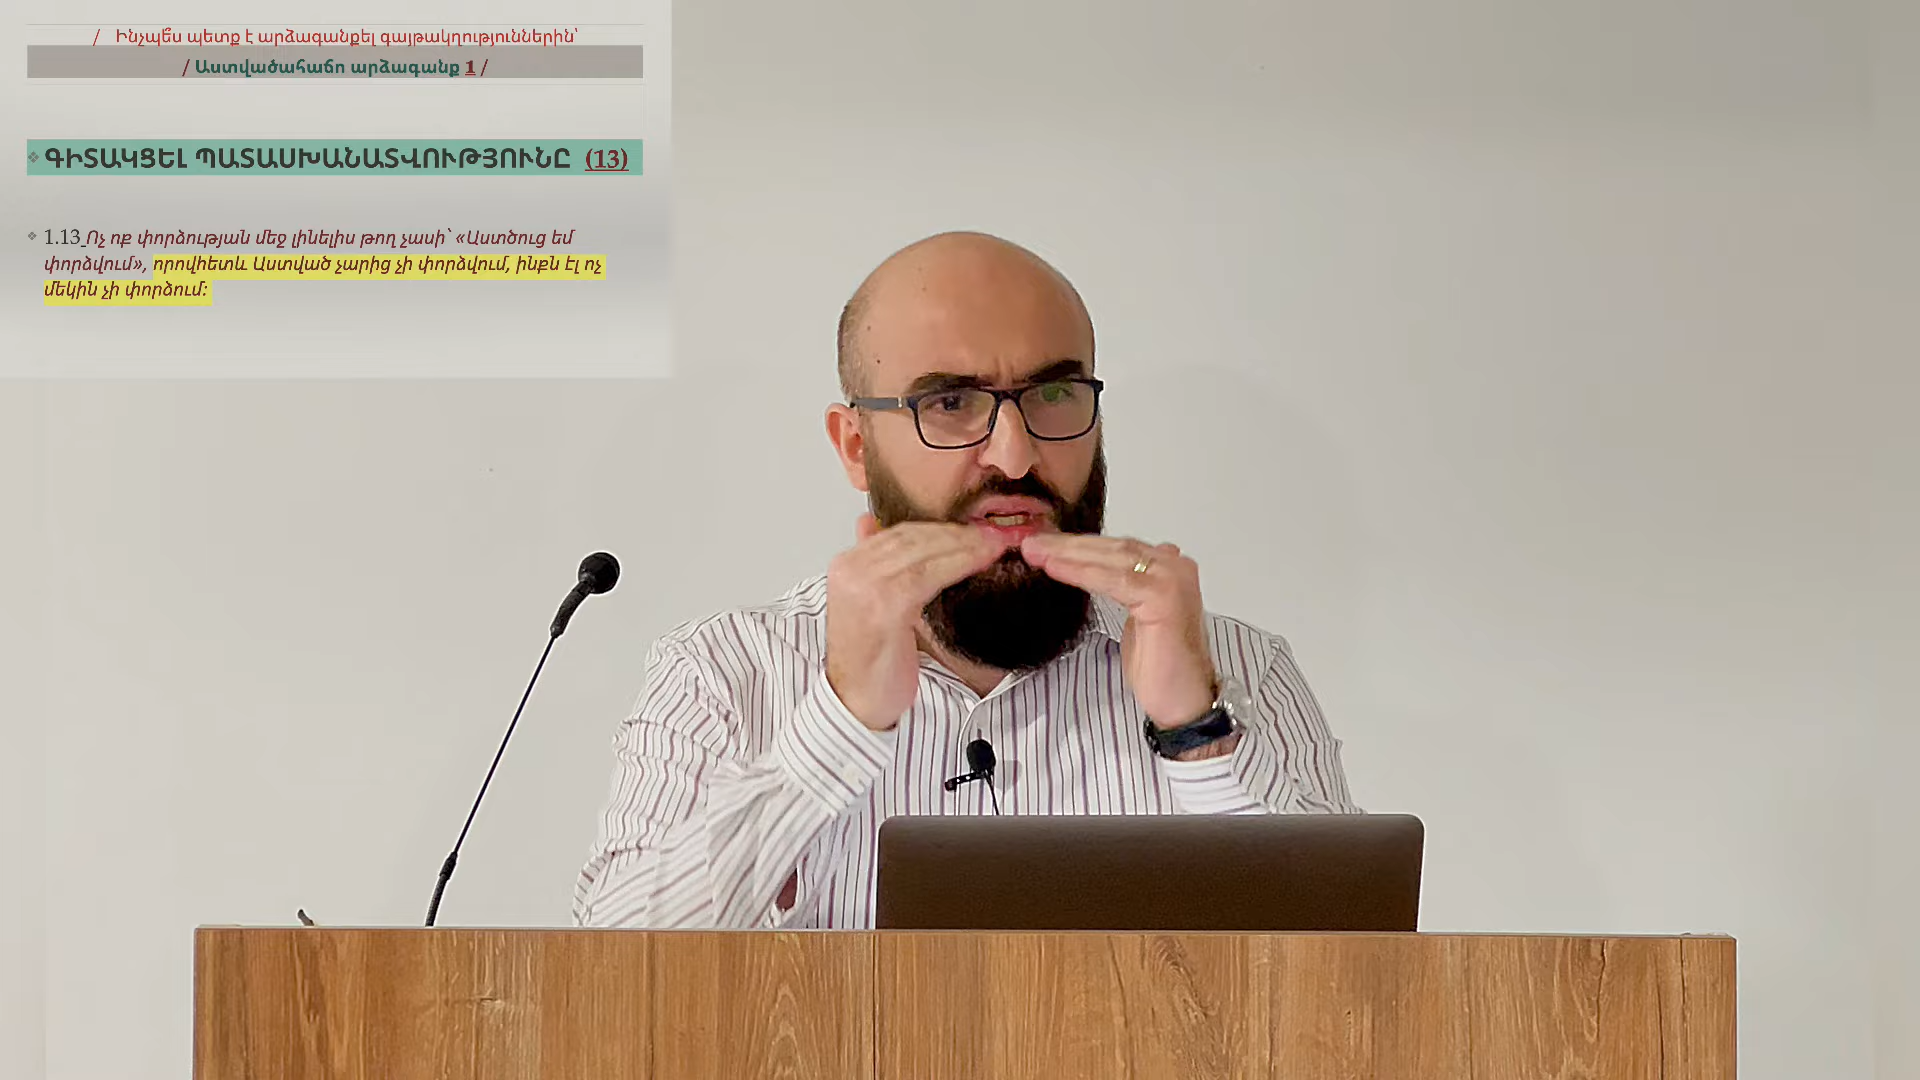 / Ինչպե՞ս պետք է արձագանքել գայթակղություններին՝
/ Աստվածահաճո արձագանք 1 /
❖ ԳԻՏԱԿՑԵԼ ՊԱՏԱՍԽԱՆԱՏՎՈՒԹՅՈՒՆԸ (13)
❖ 1.13 Ոչ ոք փորձության մեջ լինելիս թող չասի՝ «Աստծուց եմ
փորձվում», որովհետև Աստված չարից չի փորձվում, ինքն էլ ոչ
մեկին չի փորձում: